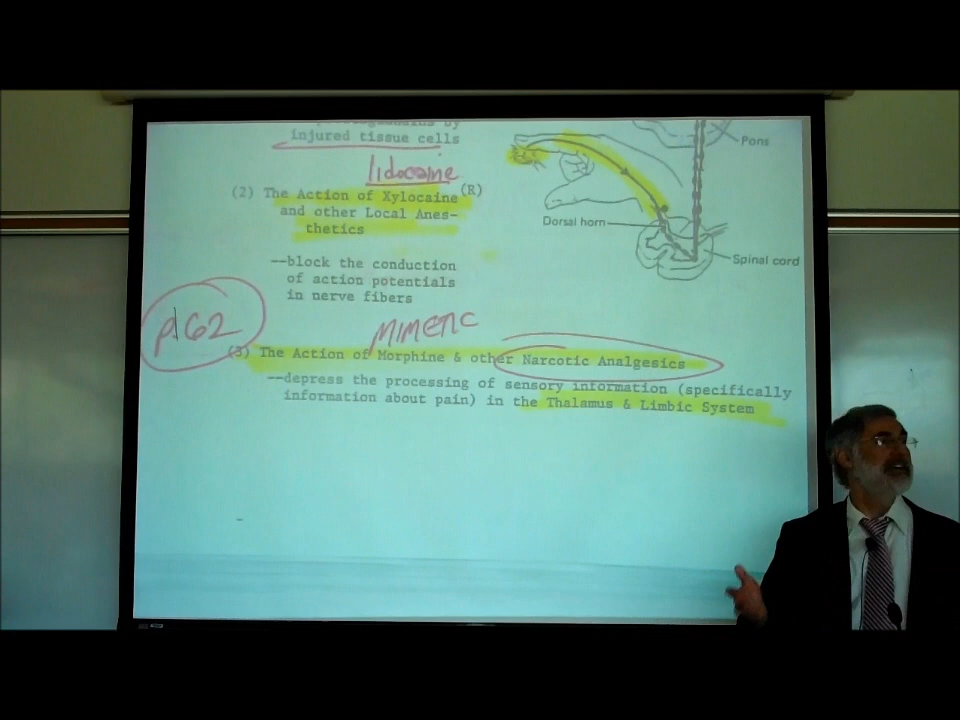 injured tissue cells
lidocaine
(2) The Action of Xylocaine (R)
and other Local Anes-
thetics
--block the conduction
of action potentials
in nerve fibers
p162
MIMETIC
(3) The Action of Morphine & other Narcotic Analgesics
--depress the processing of sensory information (specifically
information about pain) in the Thalamus & Limbic System
Pons
Dorsal horn
Spinal cord